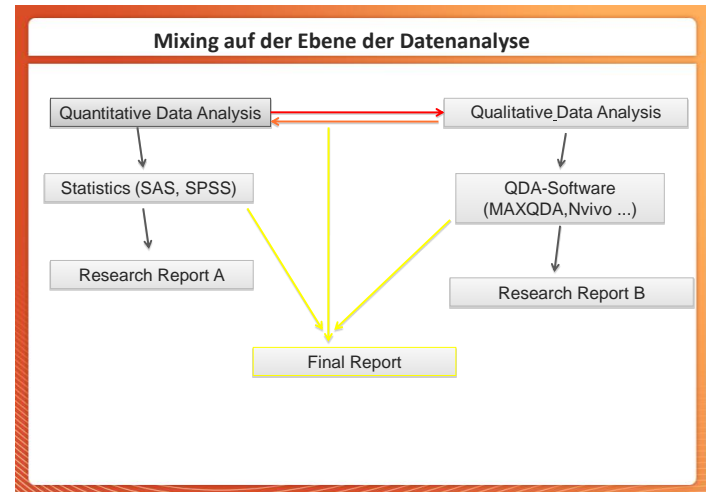 Mixing auf der Ebene der Datenanalyse
Quantitative Data Analysis
Qualitative Data Analysis
Statistics (SAS, SPSS)
QDA-Software
(MAXQDA,Nvivo ...)
Research Report A
Research Report B
Final Report